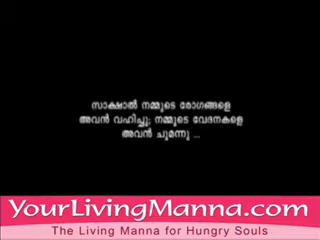 സാക്ഷാൽ നമ്മുടെ രോഗങ്ങളെ
അവൻ വഹിച്ചു; നമ്മുടെ വേദനകളെ
അവൻ ചുമന്നു ...
YourLivingManna.com
The Living Manna for Hungry Souls